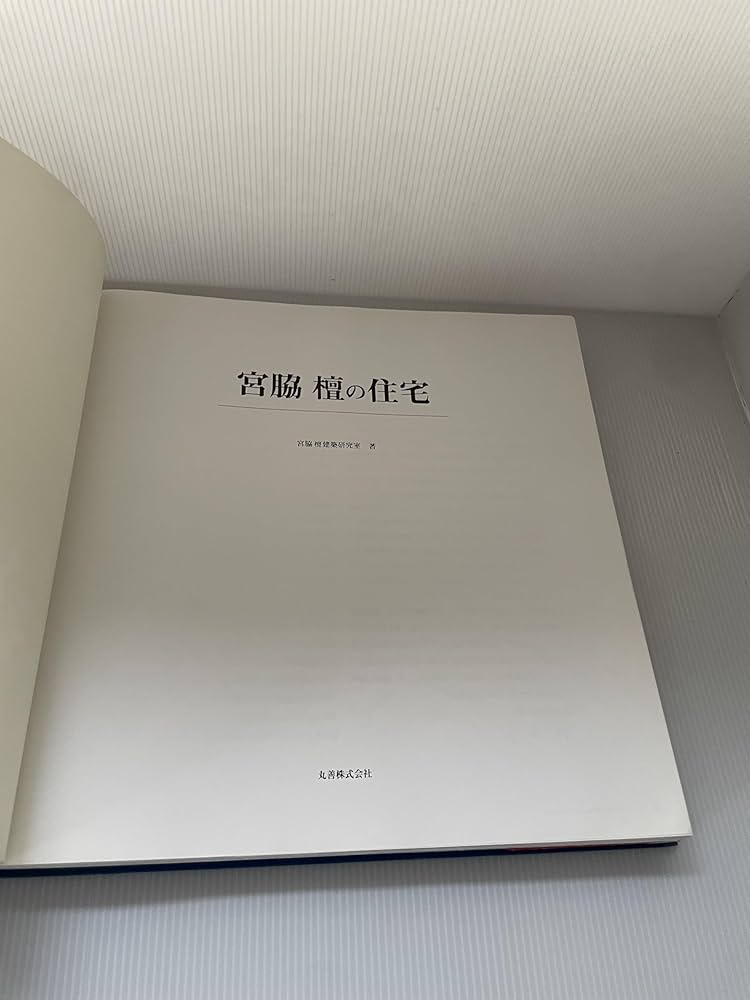 宮脇 檀の住宅
宮脇 檀建築研究室 著
丸善株式会社